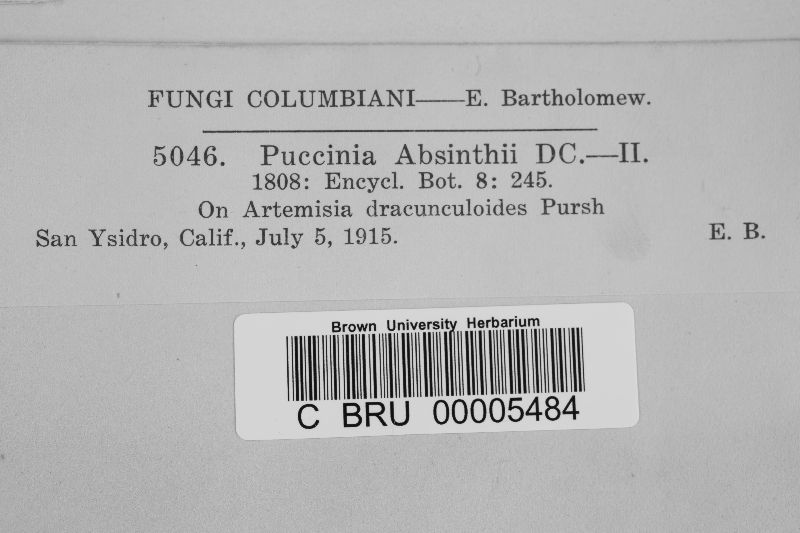 FUNGI COLUMBIANI——E. Bartholomew.
5046. Puccinia Absinthii DC.—II.
1808: Encycl. Bot. 8: 245.
On Artemisia dracunculoides Pursh
San Ysidro, Calif., July 5, 1915. E. B.
Brown University Herbarium
C BRU 00005484